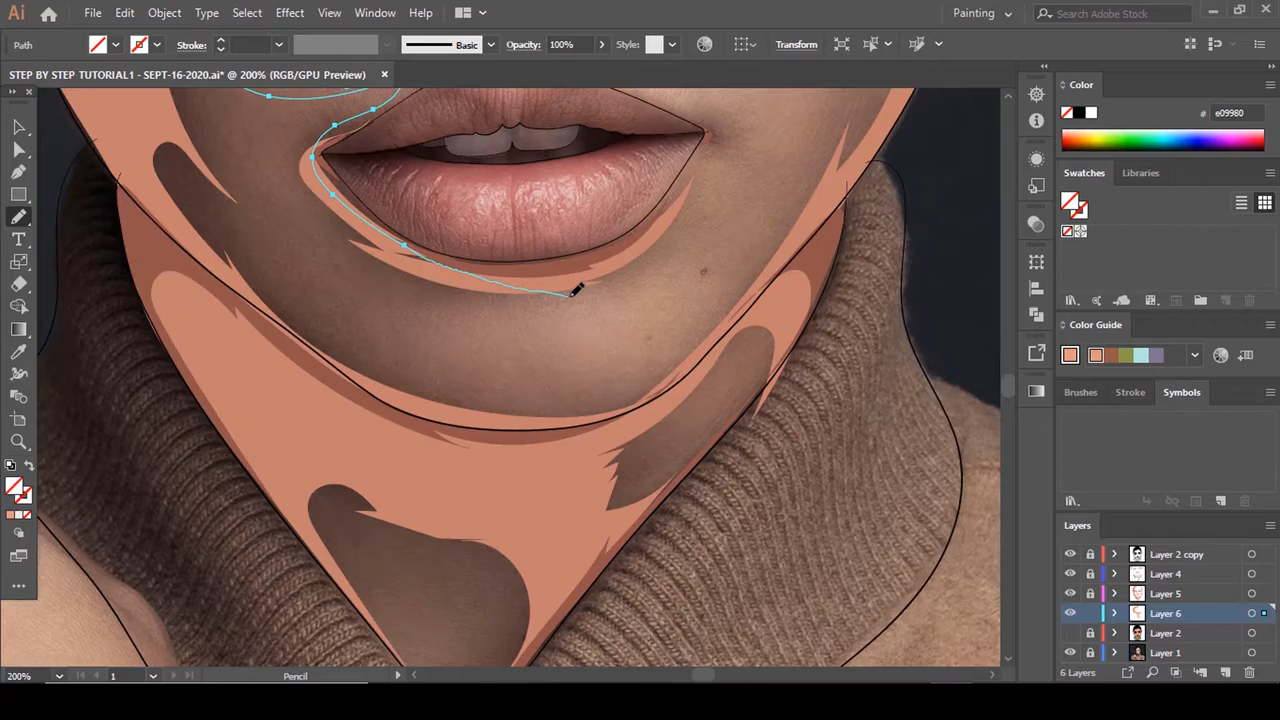 Ai File Edit Object Type Select Effect View Window Help Painting Search Adobe Stock
Path Stroke: Basic Opacity: 100% Style: Transform
STEP BY STEP TUTORIAL1 - SEPT-16-2020.ai* @ 200% (RGB/GPU Preview)
Color
# e09980
Swatches Libraries
Color Guide
Brushes Stroke Symbols
Layers
Layer 2 copy
Layer 4
Layer 5
Layer 6
Layer 2
Layer 1
6 Layers
200% 1 Pencil